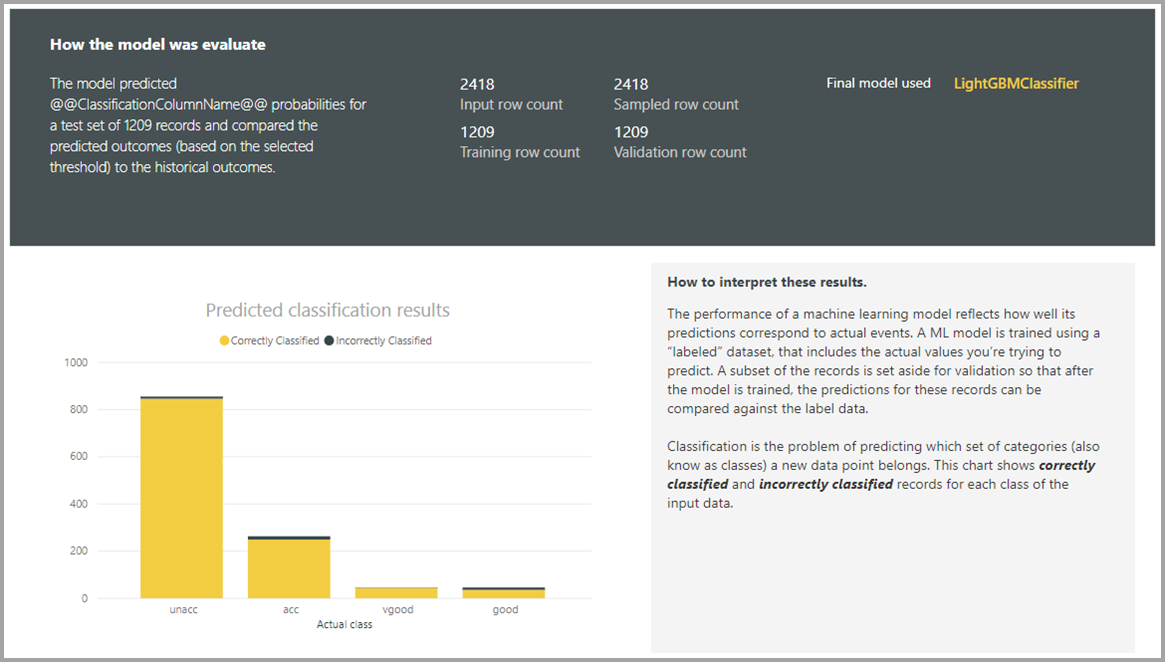 How the model was evaluate
The model predicted
@@ClassificationColumnName@@ probabilities for
a test set of 1209 records and compared the
predicted outcomes (based on the selected
threshold) to the historical outcomes.
2418
Input row count
2418
Sampled row count
1209
Training row count
1209
Validation row count
Final model used LightGBMClassifier
Predicted classification results
Correctly Classified Incorrectly Classified
1000
800
600
400
200
0
unacc acc vgood good
Actual class
How to interpret these results.
The performance of a machine learning model reflects how well its
predictions correspond to actual events. A ML model is trained using a
“labeled” dataset, that includes the actual values you’re trying to
predict. A subset of the records is set aside for validation so that after
the model is trained, the predictions for these records can be
compared against the label data.
Classification is the problem of predicting which set of categories (also
know as classes) a new data point belongs. This chart shows correctly
classified and incorrectly classified records for each class of the
input data.